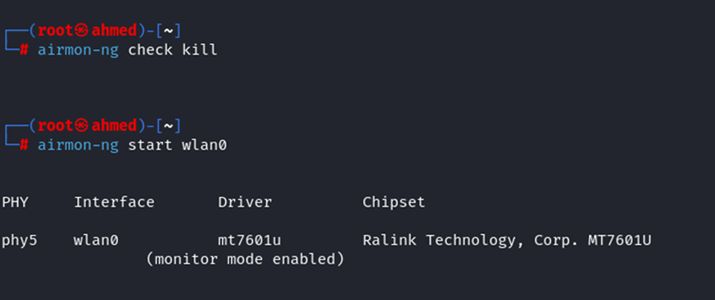 ┌──(root㉿ahmed)-[~]
└─# airmon-ng check kill
┌──(root㉿ahmed)-[~]
└─# airmon-ng start wlan0
PHY Interface Driver Chipset
phy5 wlan0 mt7601u Ralink Technology, Corp. MT7601U
(monitor mode enabled)